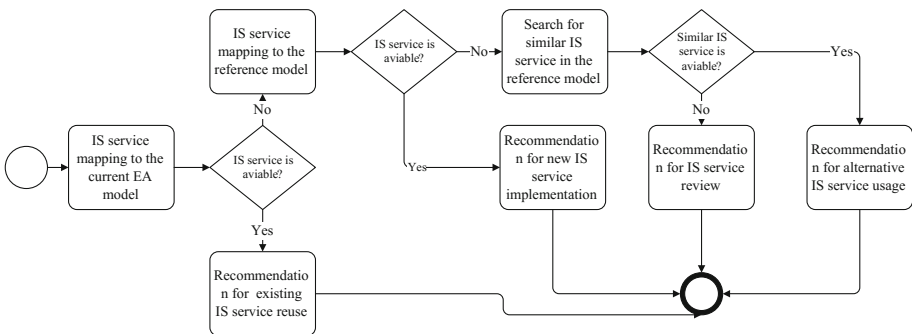 IS service
mapping to the
reference model
IS service is
aviable?
No
Search for
similar IS
service in the
reference model
Similar IS
service is
aviable?
Yes
No
No
IS service
mapping to the
current EA
model
IS service is
aviable?
Yes
Recommendatio
n for new IS
service
implementation
Recommendatio
n for IS service
review
Recommendatio
n for alternative
IS service usage
Yes
Recommendatio
n for existing
IS service reuse